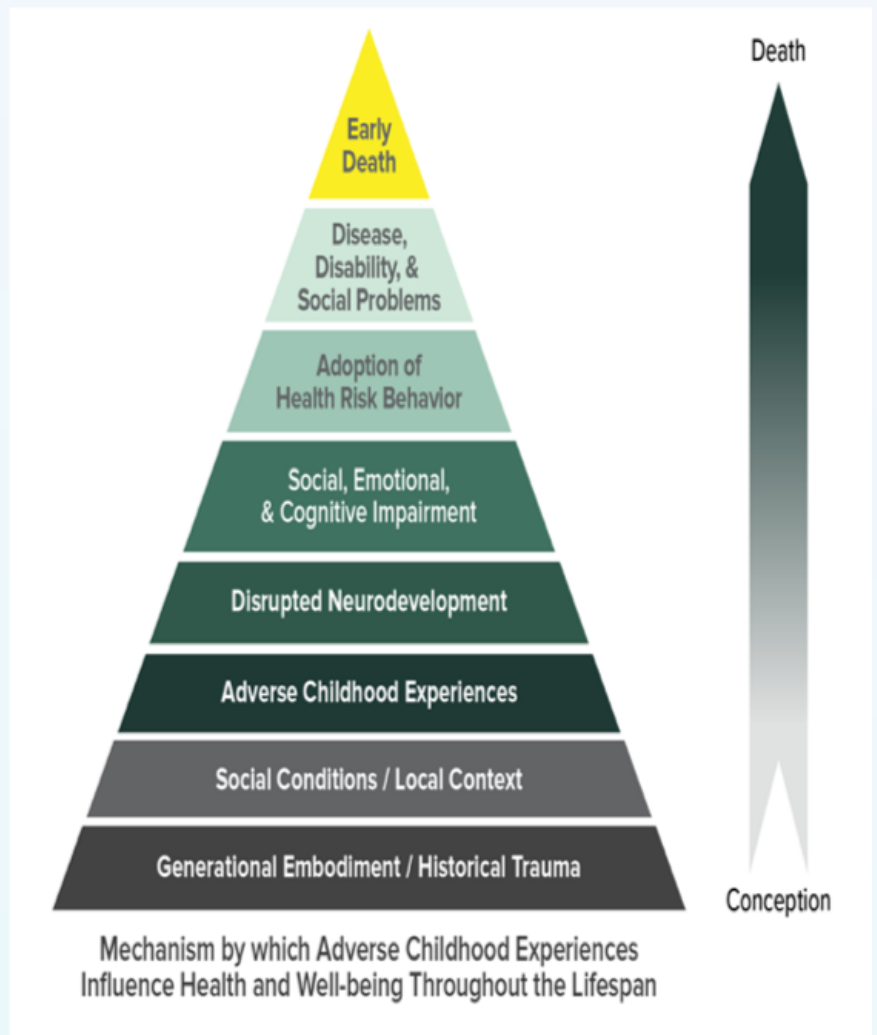 Death
Early
Death
Disease,
Disability, &
Social Problems
Adoption of
Health Risk Behavior
Social, Emotional,
& Cognitive Impairment
Disrupted Neurodevelopment
Adverse Childhood Experiences
Social Conditions / Local Context
Generational Embodiment / Historical Trauma
Conception
Mechanism by which Adverse Childhood Experiences
Influence Health and Well-being Throughout the Lifespan